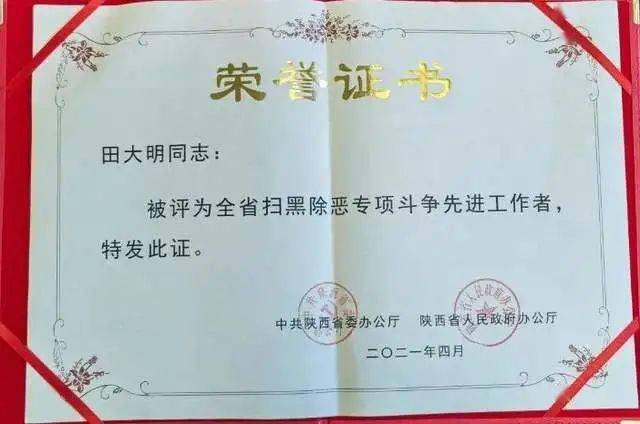 荣誉证书
田大明同志：
被评为全省扫黑除恶专项斗争先进工作者，
特发此证。
中共陕西省委办公厅 陕西省人民政府办公厅
二〇二一年四月